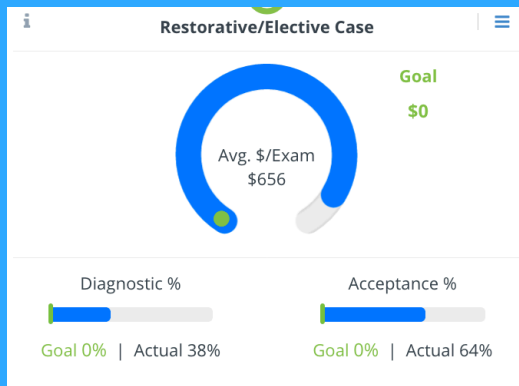 Restorative/Elective Case
Goal
$0
Avg. $/Exam
$656
Diagnostic %
Acceptance %
Goal 0% | Actual 38%
Goal 0% | Actual 64%